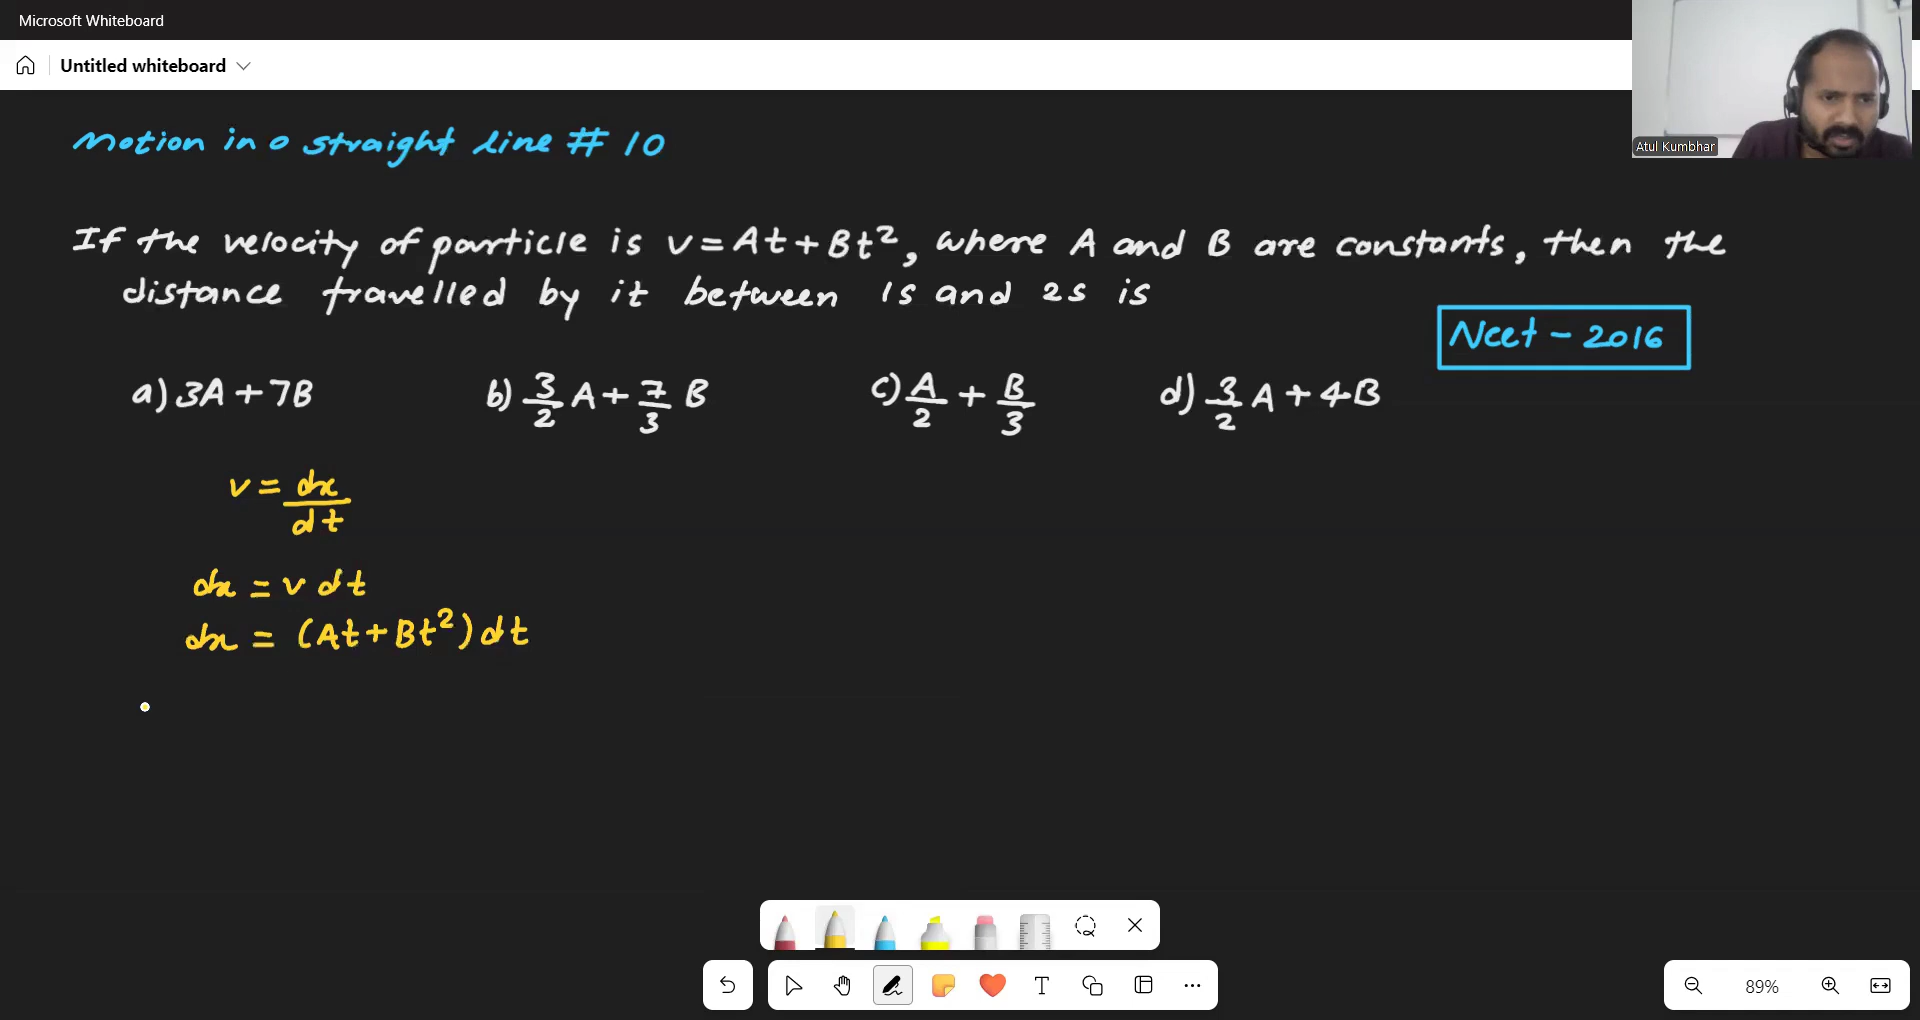 Microsoft Whiteboard
Untitled whiteboard
Atul Kumbhar
Motion in a straight line # 10
If the velocity of particle is v = At + Bt², where A and B are constants, then the
distance travelled by it between 1s and 2s is
Neet - 2016
a) 3A + 7B b) 3/2 A + 7/3 B c) A/2 + B/3 d) 3/2 A + 4B
v = dx/dt
dx = v dt
dx = (At + Bt²) dt
89%